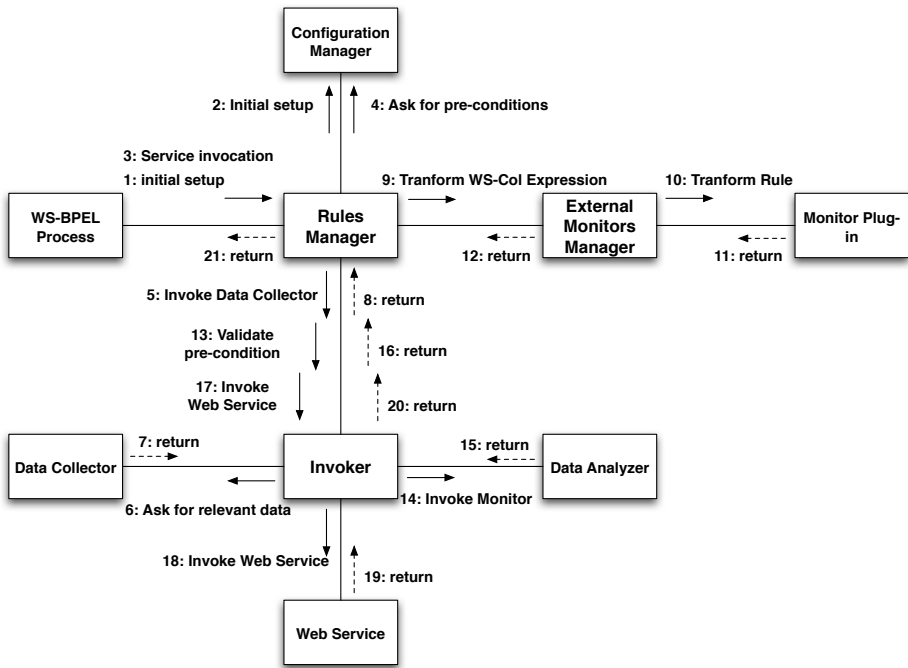 Configuration
Manager
2: Initial setup
4: Ask for pre-conditions
3: Service invocation
1: initial setup
9: Tranform WS-Col Expression
10: Tranform Rule
WS-BPEL
Process
Rules
Manager
External
Monitors
Manager
Monitor Plug-
in
21: return
12: return
11: return
5: Invoke Data Collector
8: return
13: Validate
pre-condition
16: return
17: Invoke
Web Service
20: return
7: return
15: return
Data Collector
Invoker
Data Analyzer
6: Ask for relevant data
14: Invoke Monitor
18: Invoke Web Service
19: return
Web Service